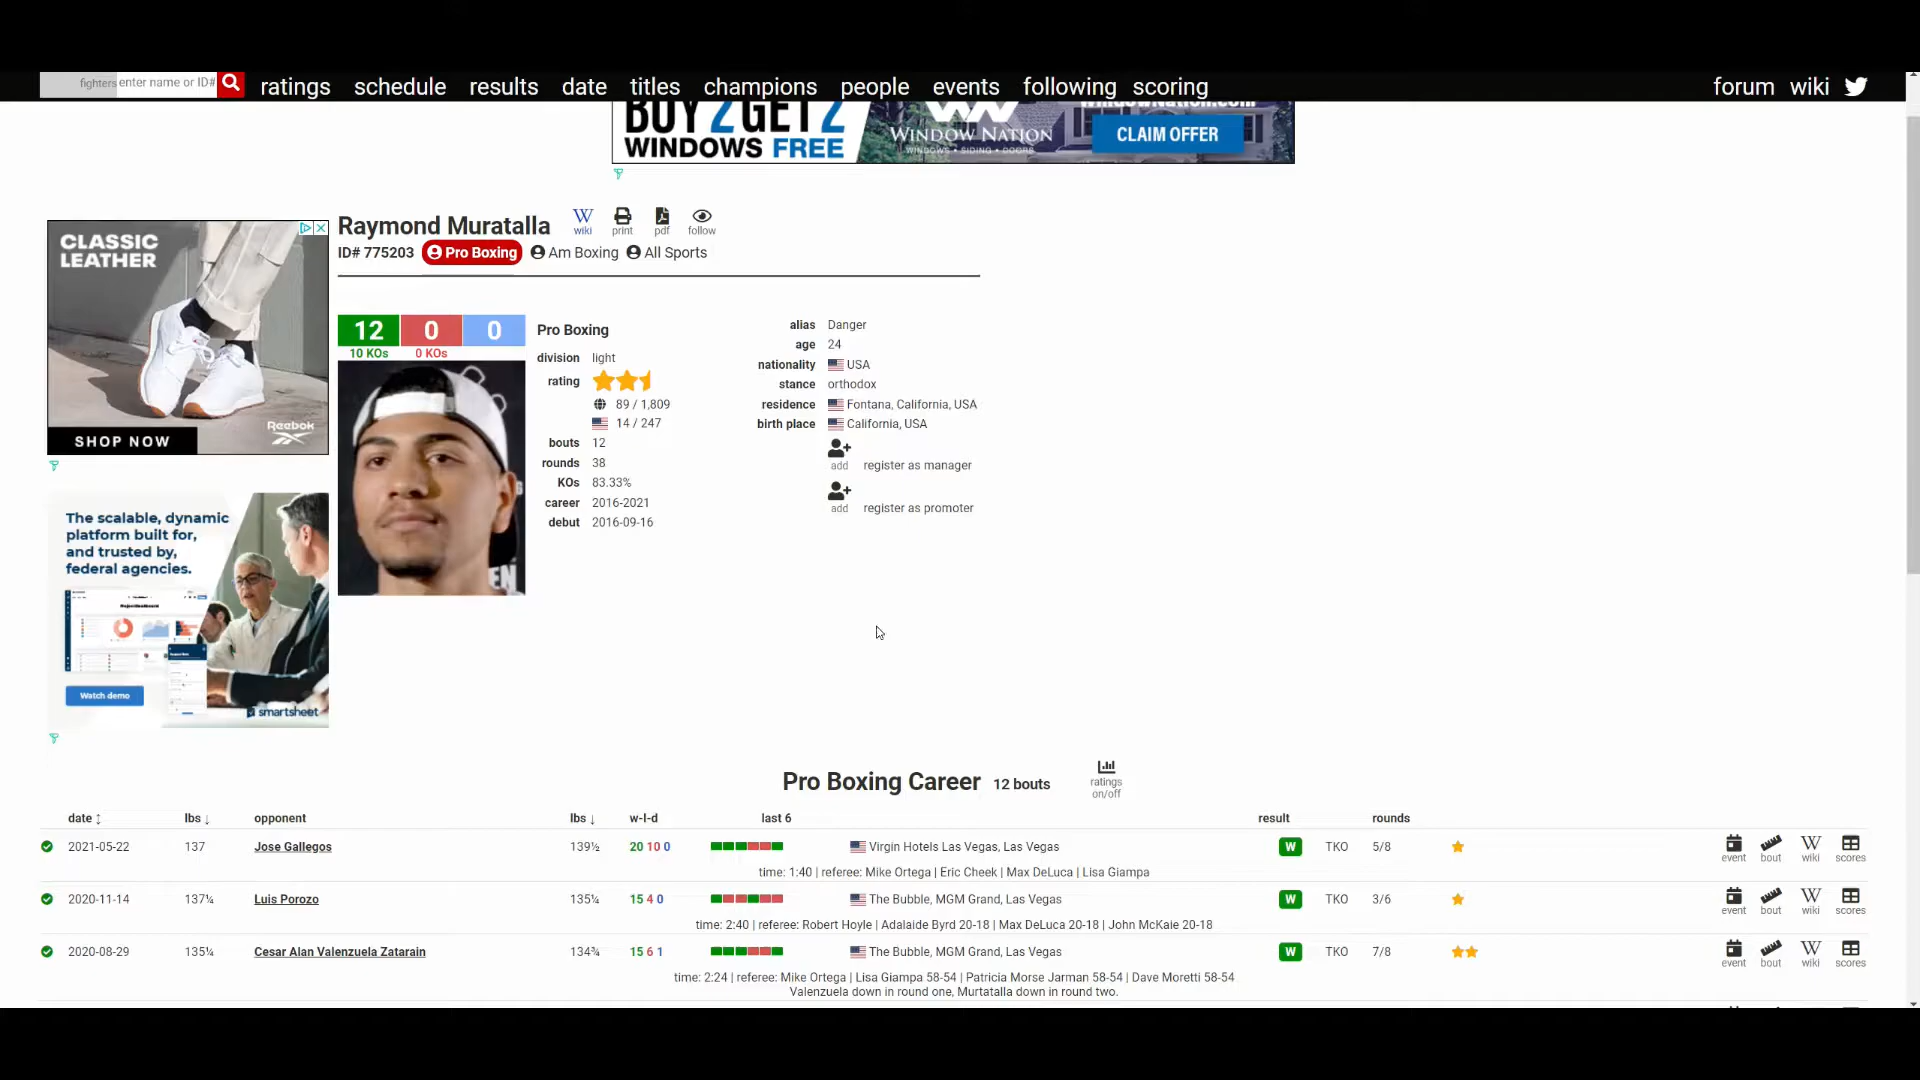 fighters enter name or ID# ratings schedule results date titles champions people events following scoring forum wiki
BUY 2 GET 2
WINDOWS FREE
WINDOW NATION
WINDOWS • SIDING • DOORS
CLAIM OFFER
CLASSIC
LEATHER
SHOP NOW
Reebok
The scalable, dynamic
platform built for,
and trusted by,
federal agencies.
Watch demo
smartsheet
Raymond Muratalla
W
wiki print pdf follow
ID# 775203 Pro Boxing Am Boxing All Sports
12 0 0
10 KOs 0 KOs
Pro Boxing
division light
rating
89 / 1,809
14 / 247
bouts 12
rounds 38
KOs 83.33%
career 2016-2021
debut 2016-09-16
alias Danger
age 24
nationality USA
stance orthodox
residence Fontana, California, USA
birth place California, USA
add register as manager
add register as promoter
Pro Boxing Career 12 bouts
ratings
on/off
date ↕ lbs ↓ opponent lbs ↓ w-l-d last 6 result rounds
2021-05-22 137 Jose Gallegos 139½ 20 10 0 Virgin Hotels Las Vegas, Las Vegas W TKO 5/8 event bout W wiki scores
time: 1:40 | referee: Mike Ortega | Eric Cheek | Max DeLuca | Lisa Giampa
2020-11-14 137¼ Luis Porozo 135¼ 15 4 0 The Bubble, MGM Grand, Las Vegas W TKO 3/6 event bout W wiki scores
time: 2:40 | referee: Robert Hoyle | Adalaide Byrd 20-18 | Max DeLuca 20-18 | John McKaie 20-18
2020-08-29 135¼ Cesar Alan Valenzuela Zatarain 134¾ 15 6 1 The Bubble, MGM Grand, Las Vegas W TKO 7/8 event bout W wiki scores
time: 2:24 | referee: Mike Ortega | Lisa Giampa 58-54 | Patricia Morse Jarman 58-54 | Dave Moretti 58-54
Valenzuela down in round one, Murtatalla down in round two.